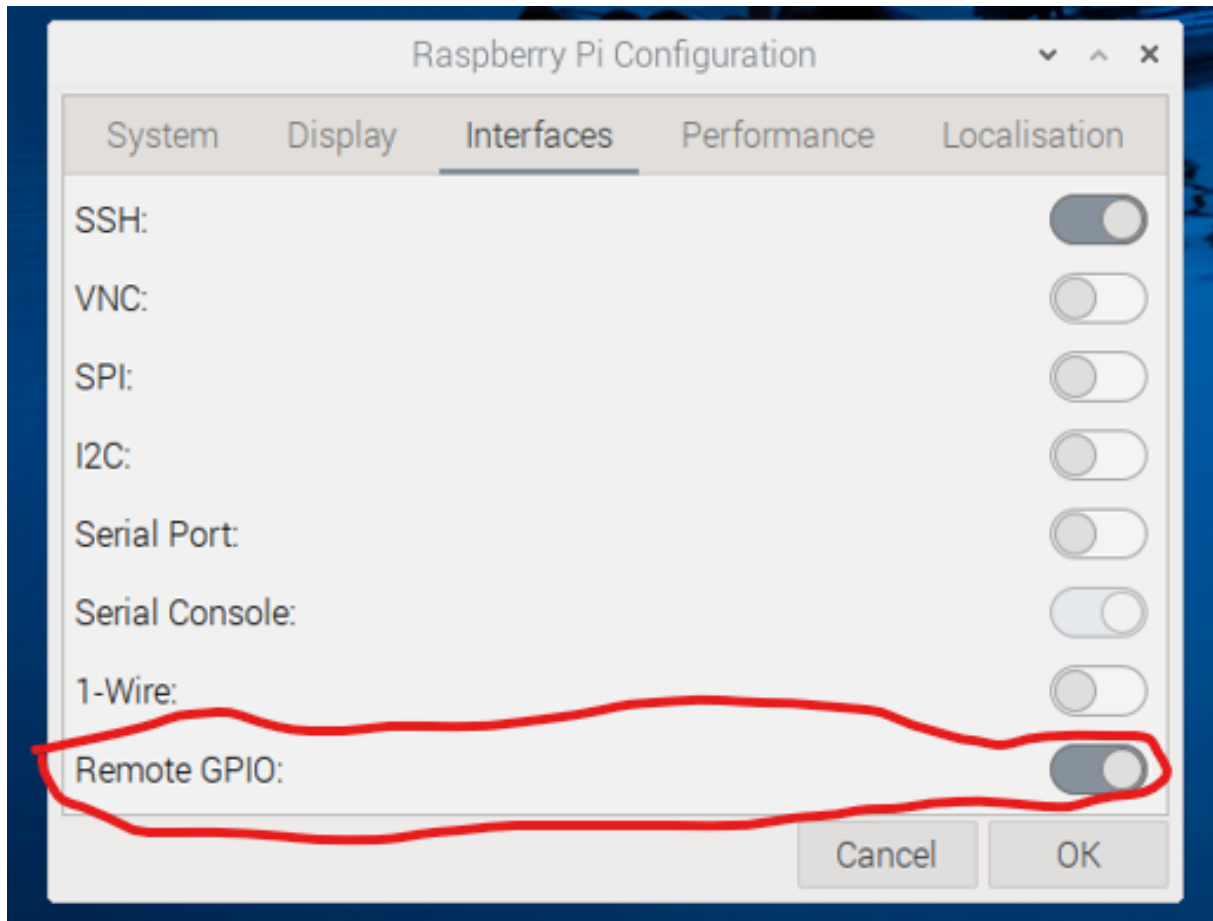 Raspberry Pi Configuration
System Display Interfaces Performance Localisation
SSH:
VNC:
SPI:
I2C:
Serial Port:
Serial Console:
1-Wire:
Remote GPIO:
Cancel OK